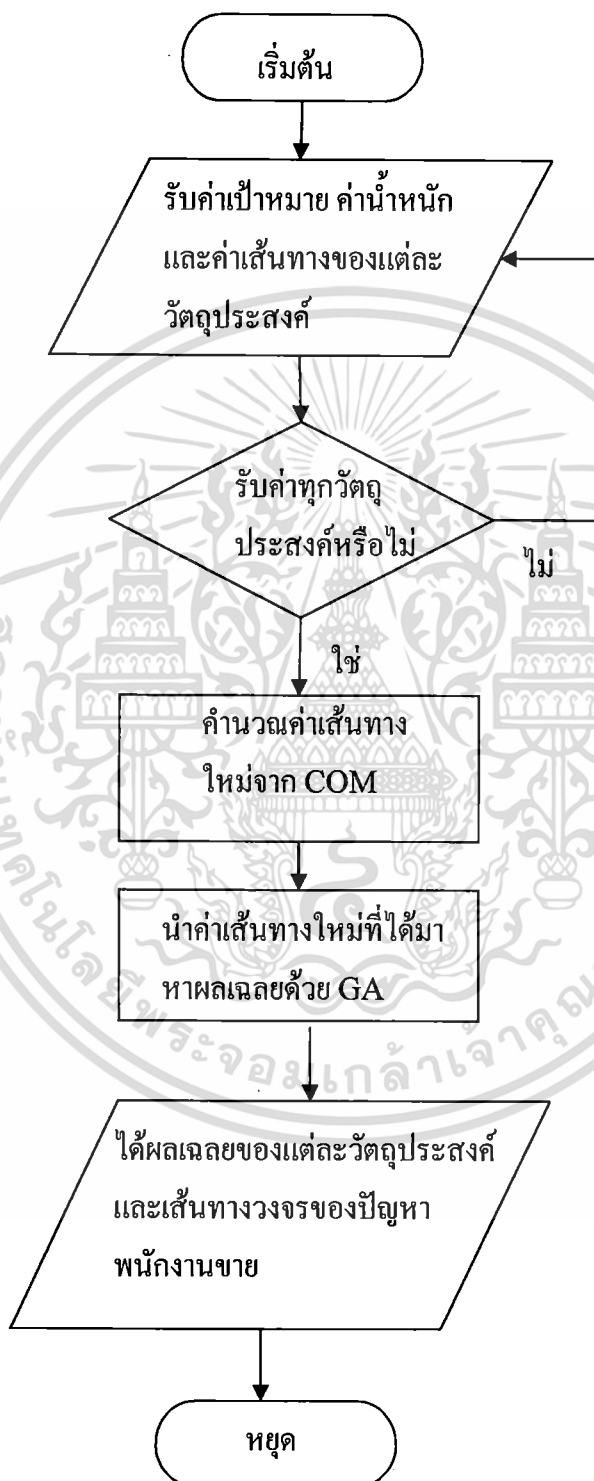 เริ่มต้น
รับค่าเป้าหมาย ค่าน้ำหนัก
และค่าเส้นทางของแต่ละ
วัตถุประสงค์
รับค่าทุกวัตถุ
ประสงค์หรือไม่
ไม่
ใช่
คำนวณค่าเส้นทาง
ใหม่จาก COM
นำค่าเส้นทางใหม่ที่ได้มา
หาผลเฉลยด้วย GA
ได้ผลเฉลยของแต่ละวัตถุประสงค์
และเส้นทางวงจรของปัญหา
พนักงานขาย
หยุด